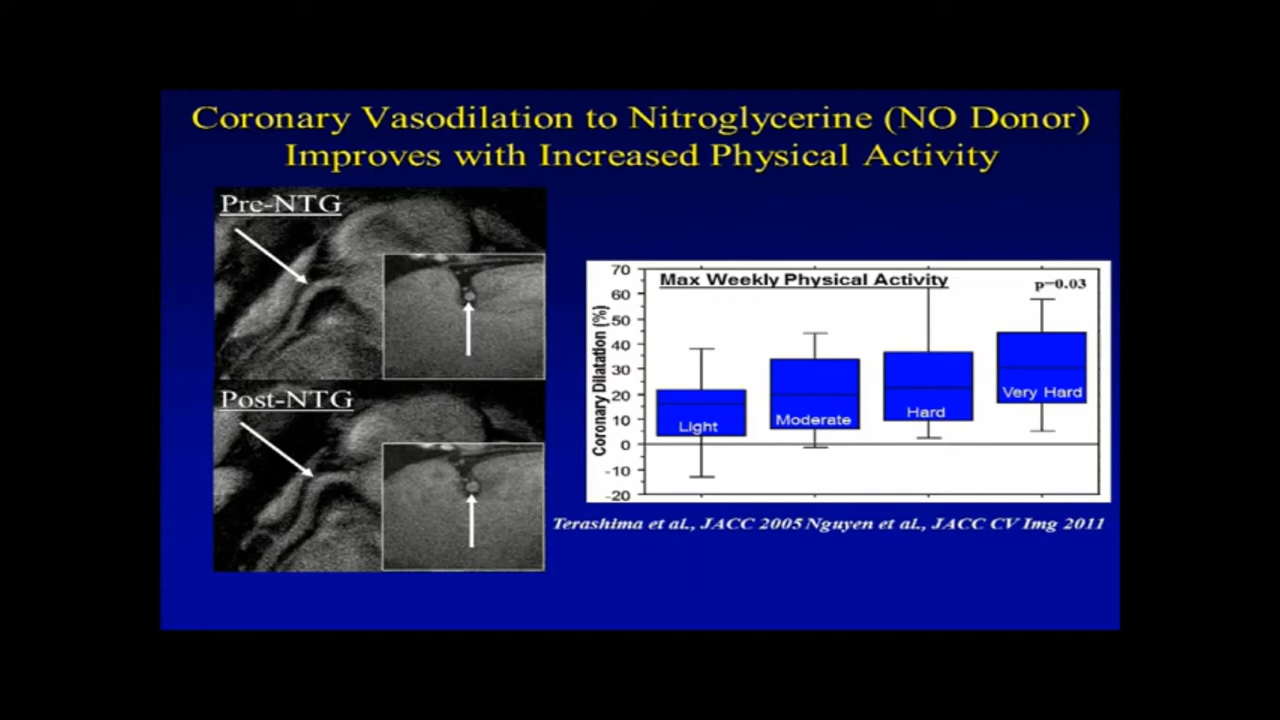 Coronary Vasodilation to Nitroglycerine (NO Donor)
Improves with Increased Physical Activity
Pre-NTG
Post-NTG
Max Weekly Physical Activity
p=0.03
Coronary Dilatation (%)
70
60
50
40
30
20
10
0
-10
-20
Light
Moderate
Hard
Very Hard
Terashima et al., JACC 2005 Nguyen et al., JACC CV Img 2011